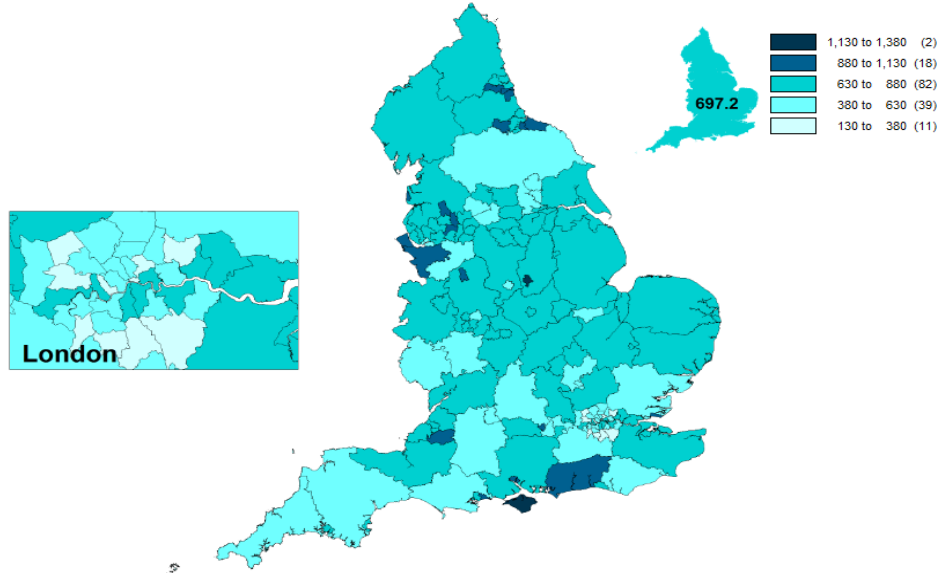 1,130 to 1,380 (2)
880 to 1,130 (18)
630 to 880 (82)
697.2
380 to 630 (39)
130 to 380 (11)
London